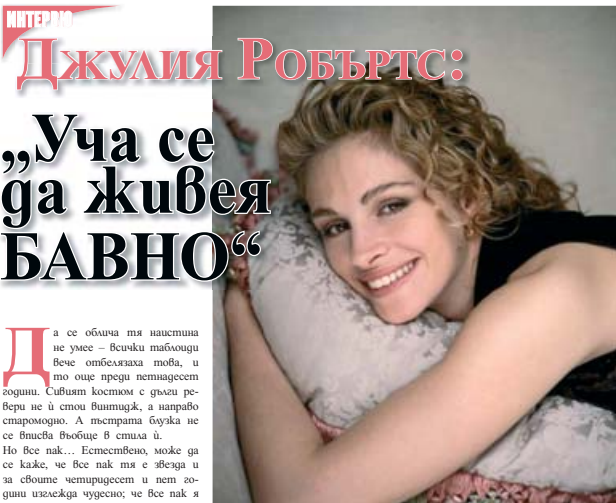 ИНТЕРВЮ
Джулия Робъртс:
„Уча се
да живея
БАВНО“
Да се облича тя наистина
не умее – всички таблоиди
вече отбелязаха това, и
то още преди петнадесет
години. Сивият костюм с дълги ре-
вери не ѝ стои винтидж, а направо
старомодно. А пъстрата блузка не
се вписва въобще в стила ѝ.
Но все пак... Естествено, може да
се каже, че все пак тя е звезда и
за своите четиридесет и пет го-
дини изглежда чудесно; че все пак я